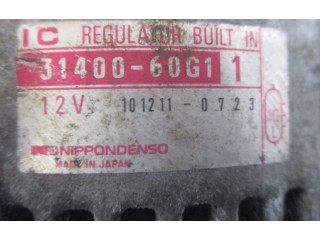 IC REGULATOR BUILT IN
31400-60G1 1
12V 101211-0723
NIPPONDENSO
MADE IN JAPAN